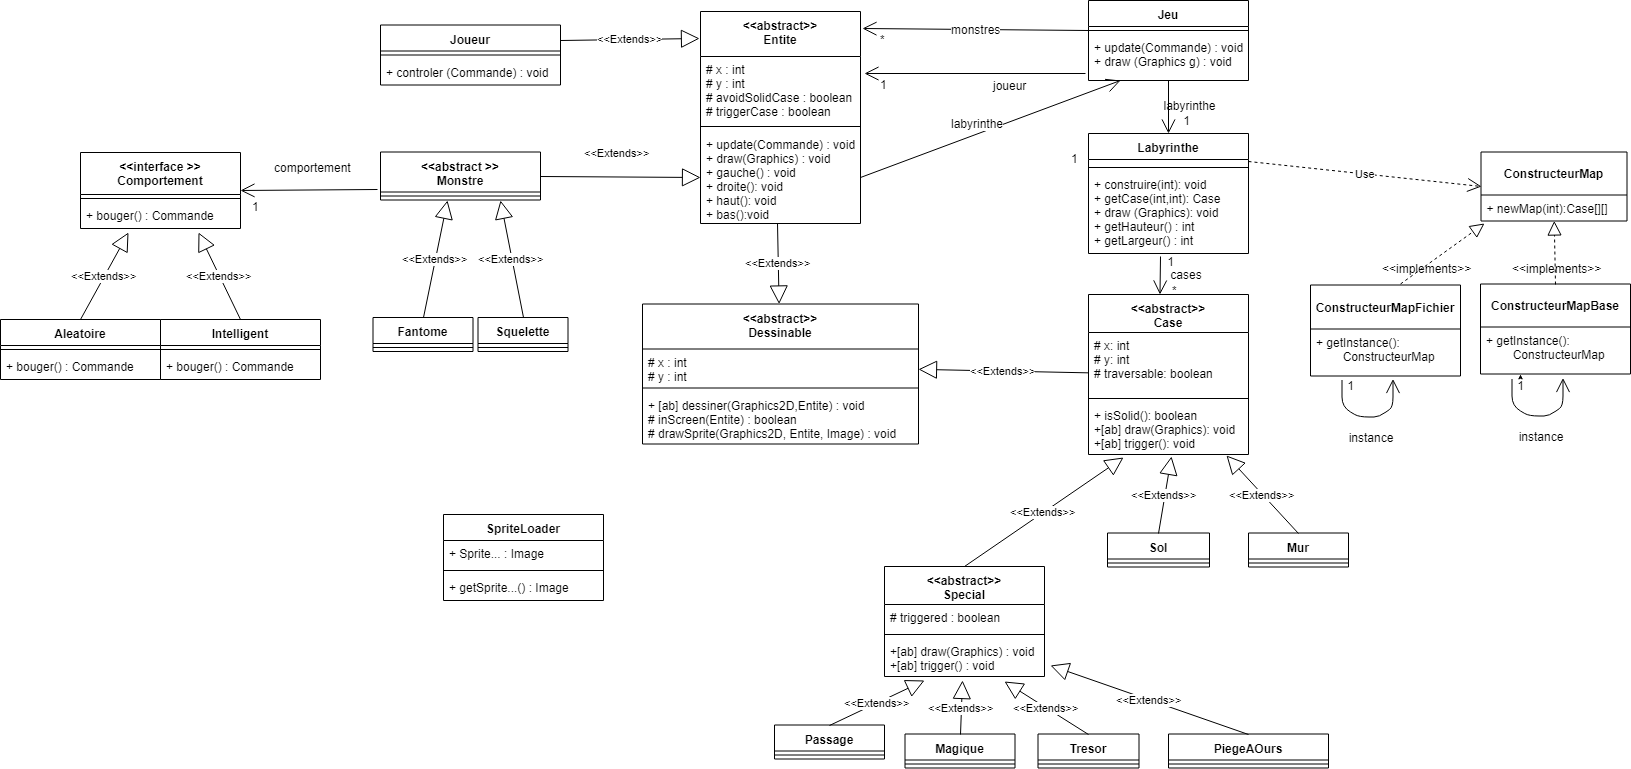 Joueur
+ controler (Commande) : void
<<Extends>>
<<abstract>>
Entite
# x : int
# y : int
# avoidSolidCase : boolean
# triggerCase : boolean
+ update(Commande) : void
+ draw(Graphics) : void
+ gauche() : void
+ droite(): void
+ haut(): void
+ bas():void
monstres
*
1
joueur
labyrinthe
Jeu
+ update(Commande) : void
+ draw (Graphics g) : void
labyrinthe
1
<<interface >>
Comportement
+ bouger() : Commande
comportement
1
<<abstract >>
Monstre
<<Extends>>
<<Extends>>
<<Extends>>
Aleatoire
+ bouger() : Commande
Intelligent
+ bouger() : Commande
<<Extends>>
<<Extends>>
Fantome
Squelette
<<Extends>>
<<abstract>>
Dessinable
# x : int
# y : int
+ [ab] dessiner(Graphics2D,Entite) : void
# inScreen(Entite) : boolean
# drawSprite(Graphics2D, Entite, Image) : void
<<Extends>>
1
Labyrinthe
+ construire(int): void
+ getCase(int,int): Case
+ draw (Graphics): void
+ getHauteur() : int
+ getLargeur() : int
1
cases
*
Use
ConstructeurMap
+ newMap(int):Case[][]
<<implements>>
<<implements>>
ConstructeurMapFichier
+ getInstance():
ConstructeurMap
1
instance
ConstructeurMapBase
+ getInstance():
ConstructeurMap
1
instance
<<abstract>>
Case
# x: int
# y: int
# traversable: boolean
+ isSolid(): boolean
+[ab] draw(Graphics): void
+[ab] trigger(): void
<<Extends>>
<<Extends>>
<<Extends>>
Sol
Mur
SpriteLoader
+ Sprite... : Image
+ getSprite...() : Image
<<abstract>>
Special
# triggered : boolean
+[ab] draw(Graphics) : void
+[ab] trigger() : void
<<Extends>>
<<Extends>>
<<Extends>>
<<Extends>>
Passage
Magique
Tresor
PiegeAOurs